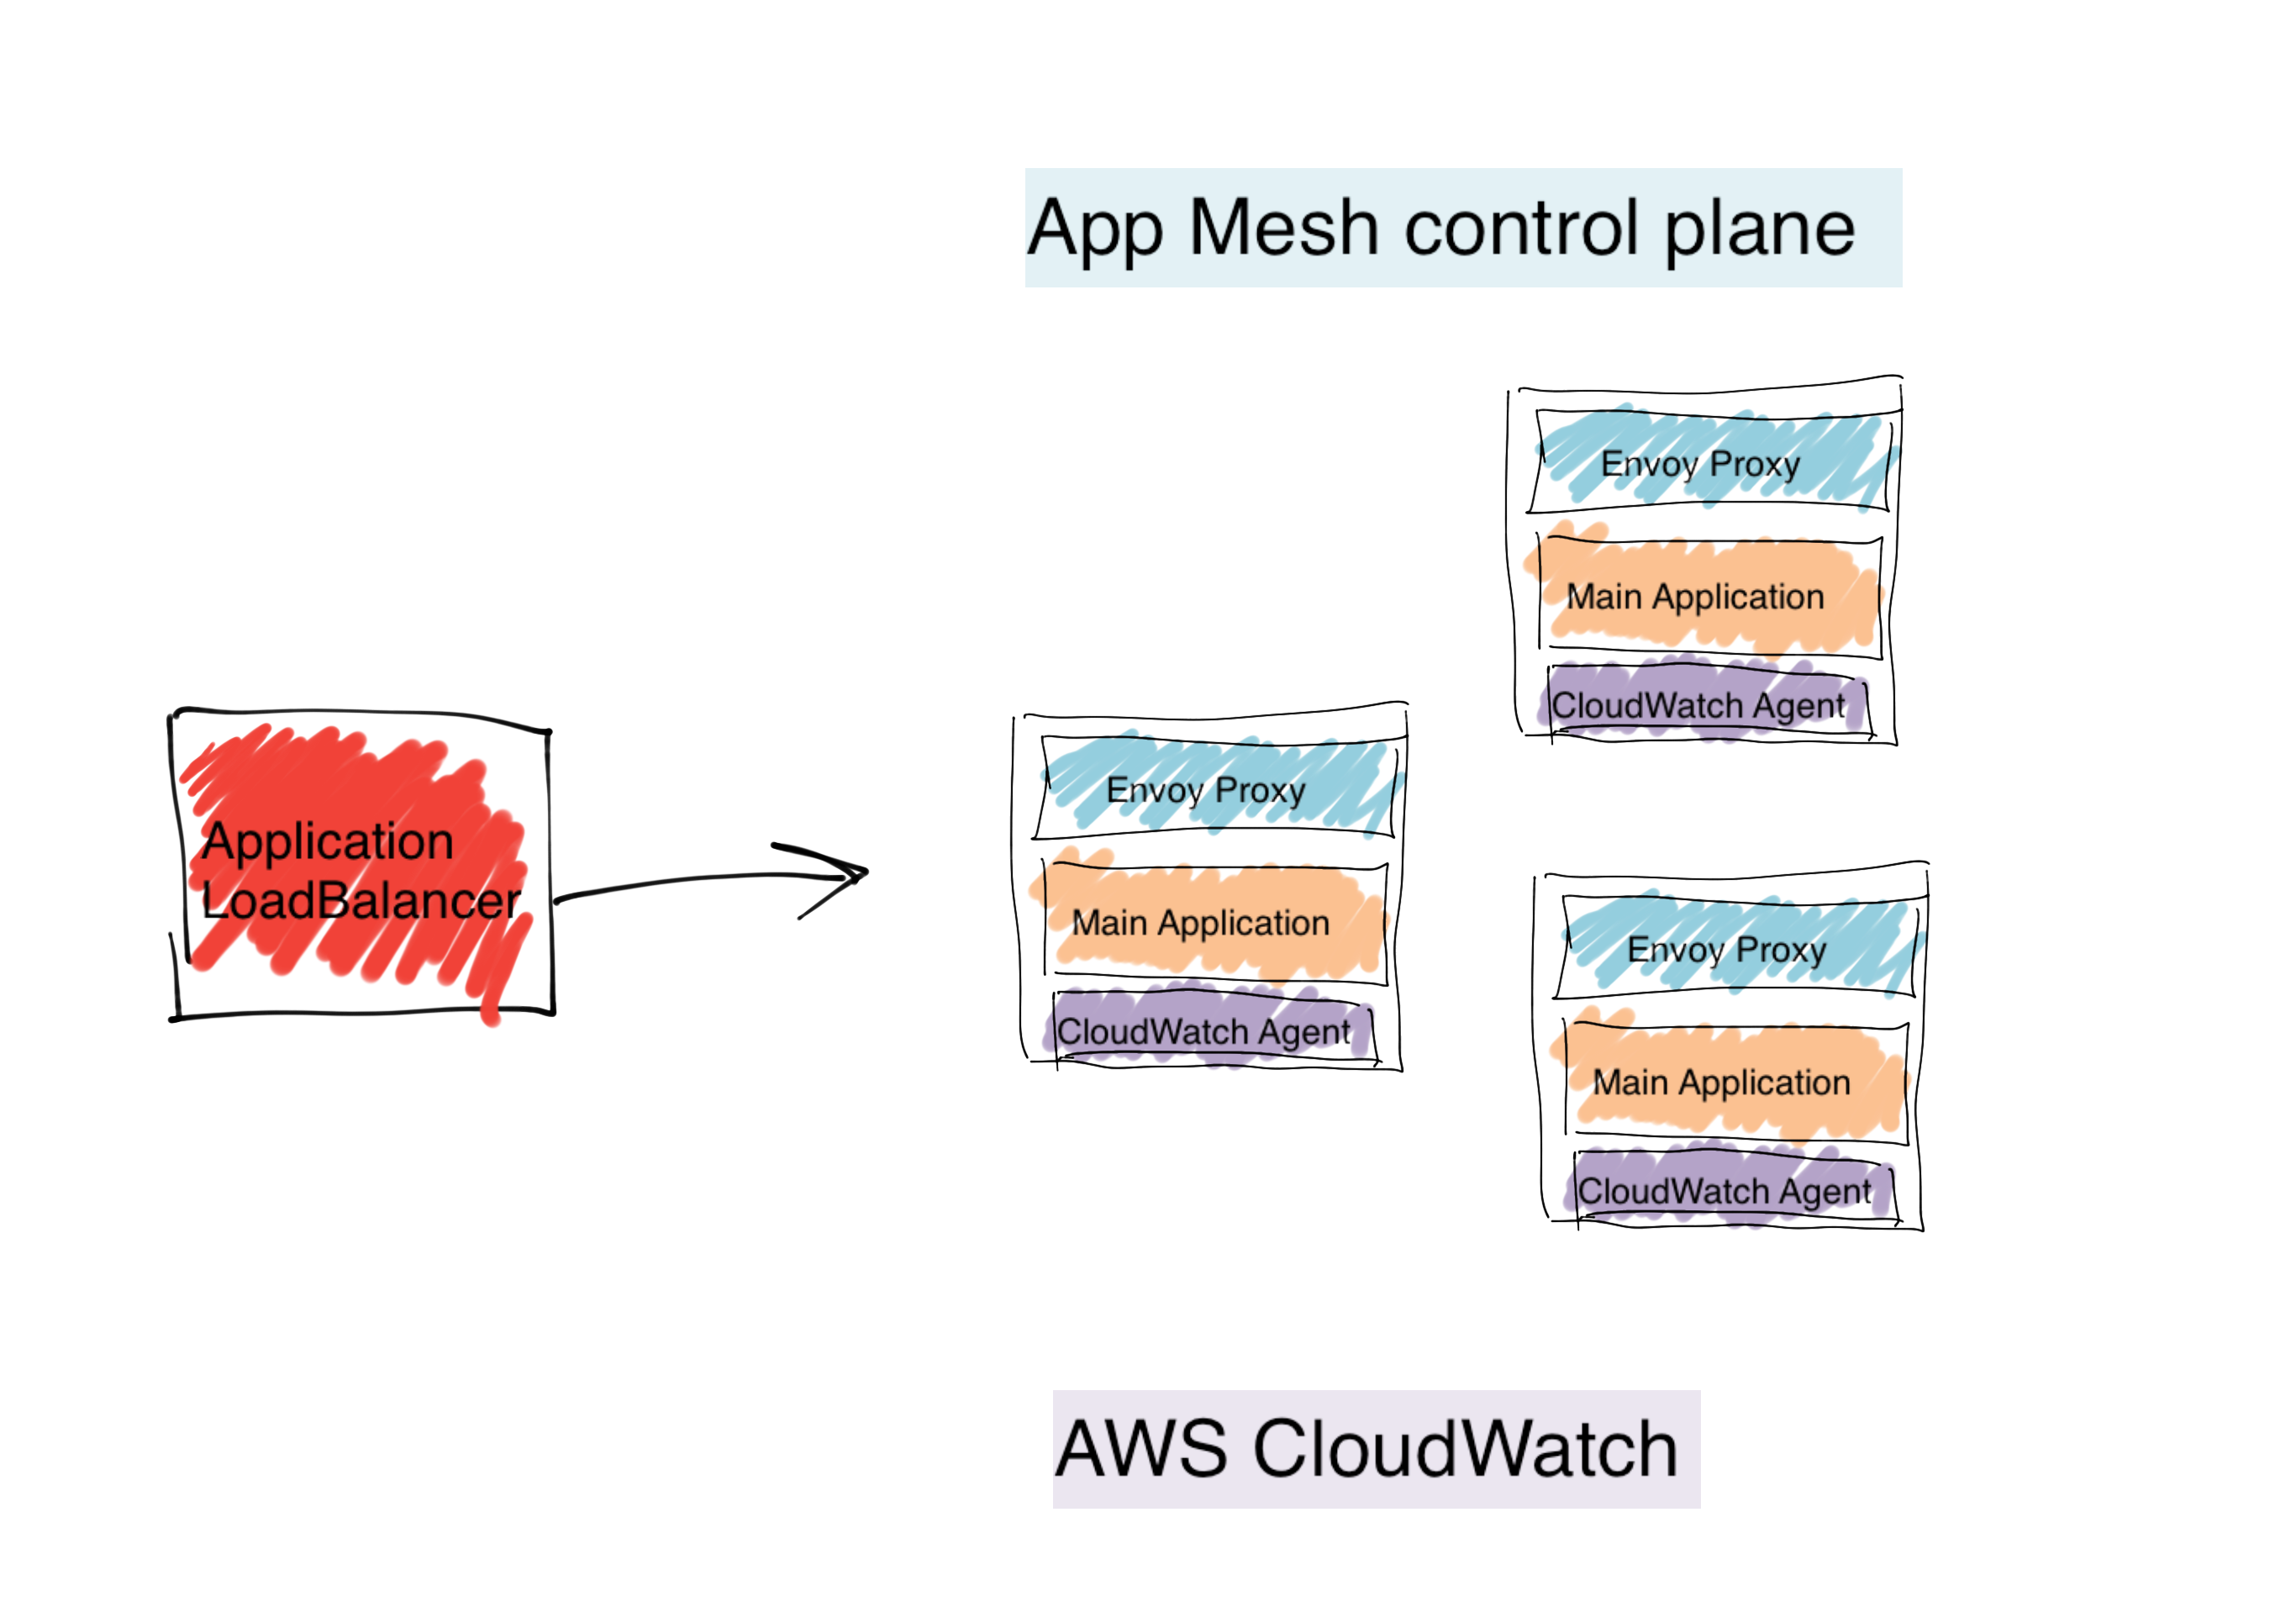 App Mesh control plane
Envoy Proxy
Main Application
CloudWatch Agent
Application
LoadBalancer
Envoy Proxy
Main Application
CloudWatch Agent
Envoy Proxy
Main Application
CloudWatch Agent
AWS CloudWatch